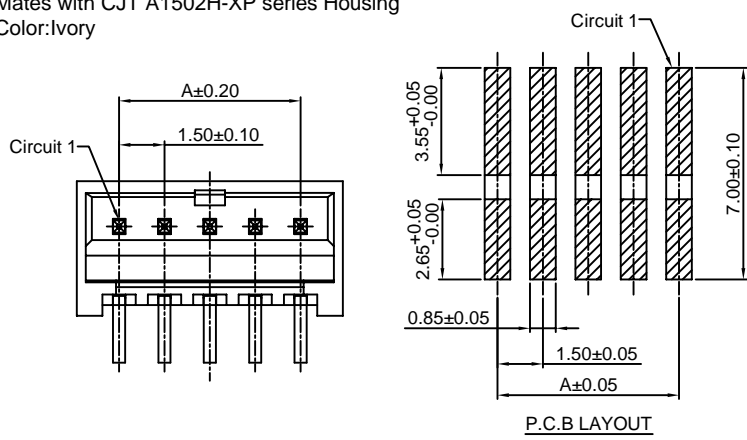 Mates with CJT A1502H-XP series Housing
Color:Ivory
Circuit 1
A±0.20
1.50±0.10
Circuit 1
3.55+0.05
-0.00
2.65+0.05
-0.00
7.00±0.10
0.85±0.05
1.50±0.05
A±0.05
P.C.B LAYOUT